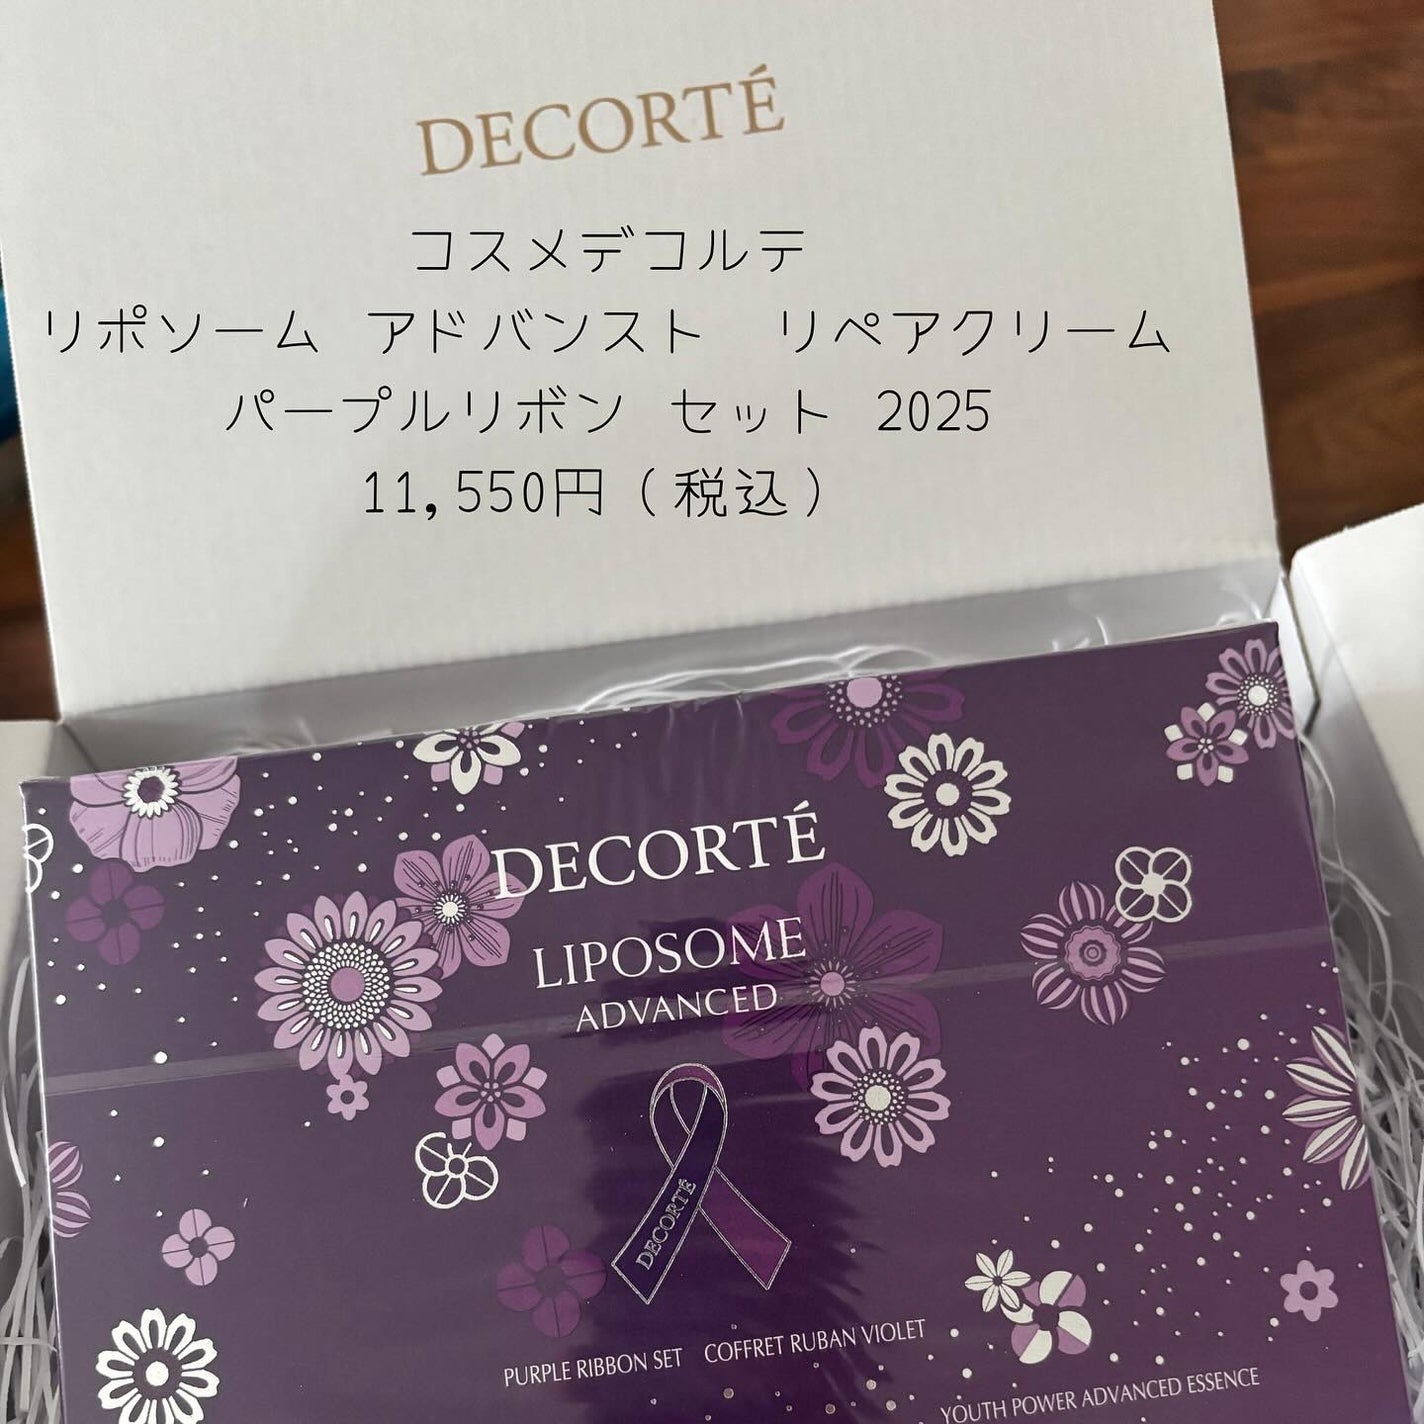 DECORTÉ
コスメデコルテ
リポソーム アドバンスト リペアクリーム
パープルリボン セット 2025
11,550円(税込)
DECORTÉ
LIPOSOME
ADVANCED
DECORTÉ
PURPLE RIBBON SET COFFRET RUBAN VIOLET
YOUTH POWER ADVANCED ESSENCE